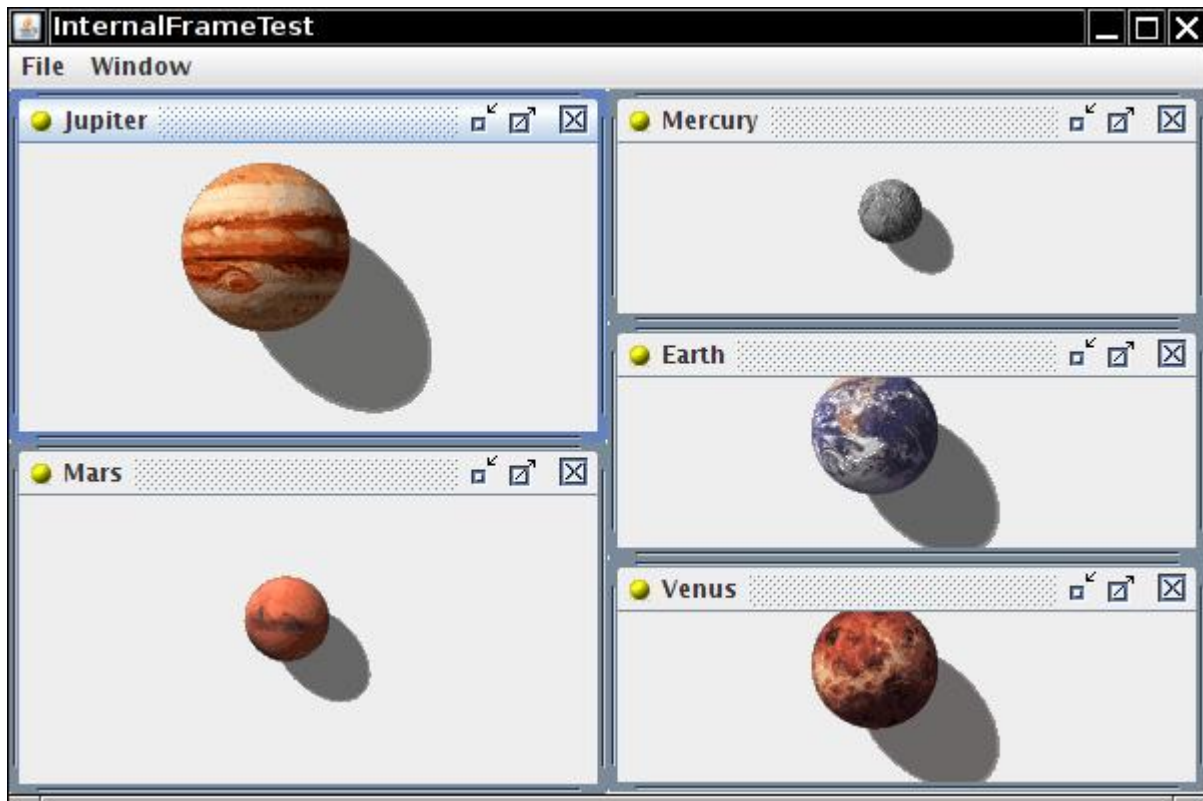 InternalFrameTest
File Window
Jupiter
Mercury
Earth
Mars
Venus